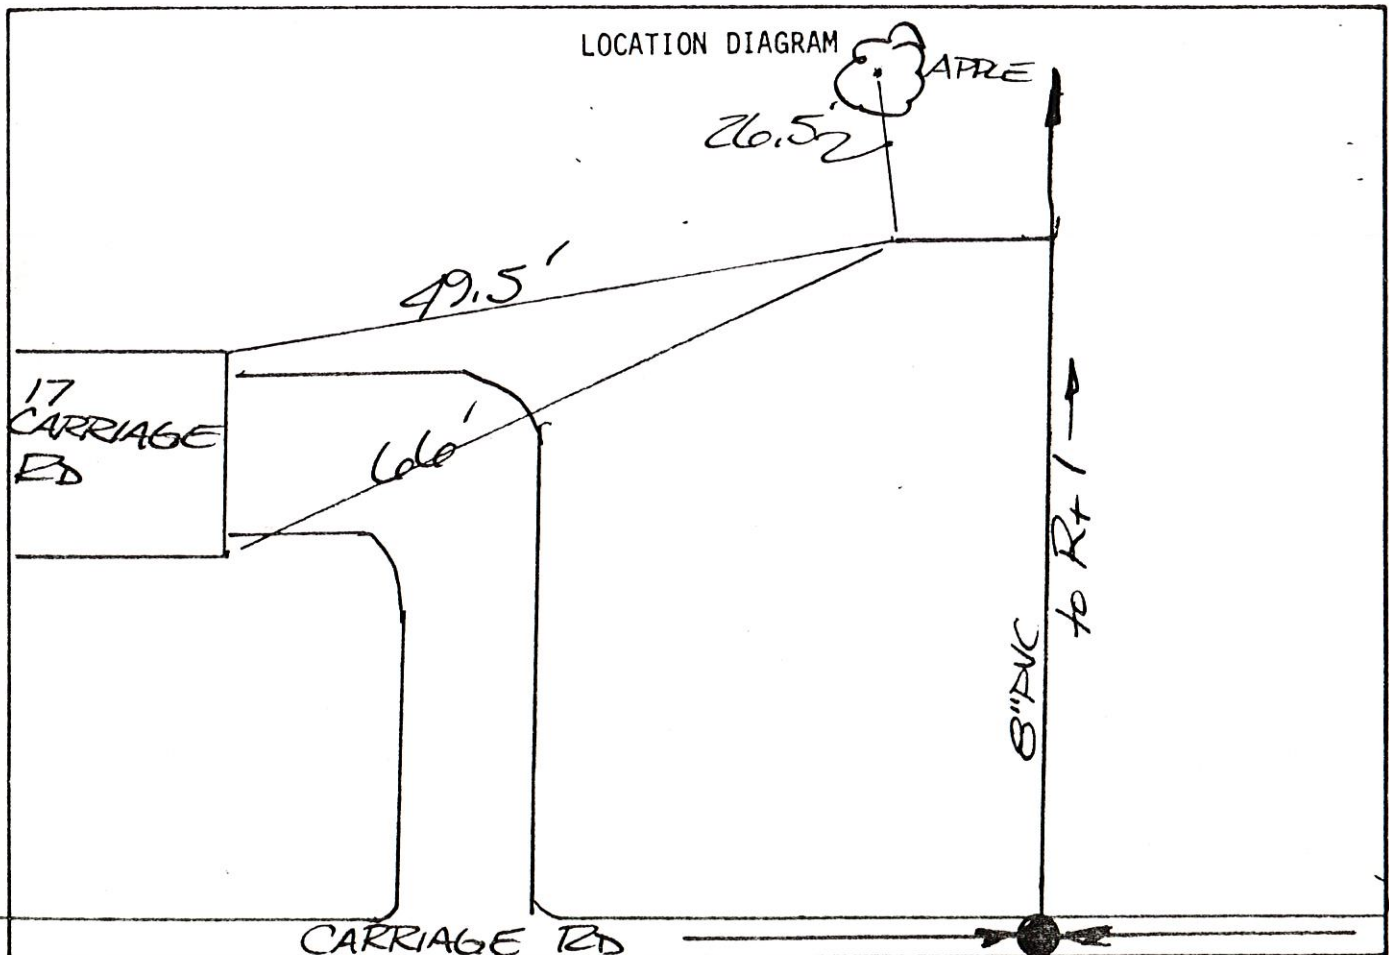 LOCATION DIAGRAM
APPLE
26.5'
49.5'
17
CARRIAGE
RD
66'
to Rt 1
8"PVC
CARRIAGE RD